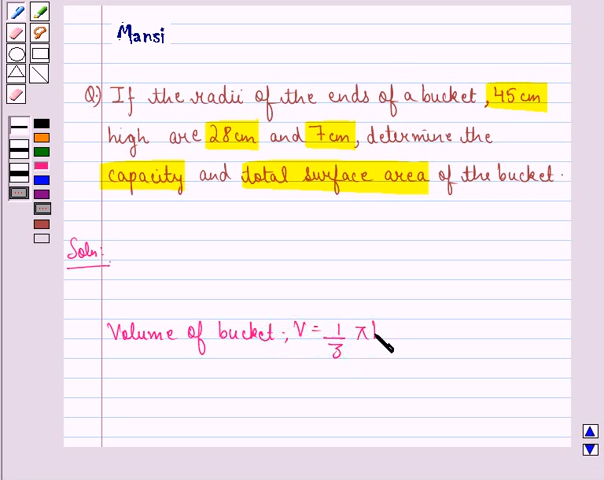 Mansi
Q.) If the radii of the ends of a bucket, 45 cm
high are 28 cm and 7 cm, determine the
capacity and total surface area of the bucket.
Soln:
Volume of bucket; V = 1/3 π